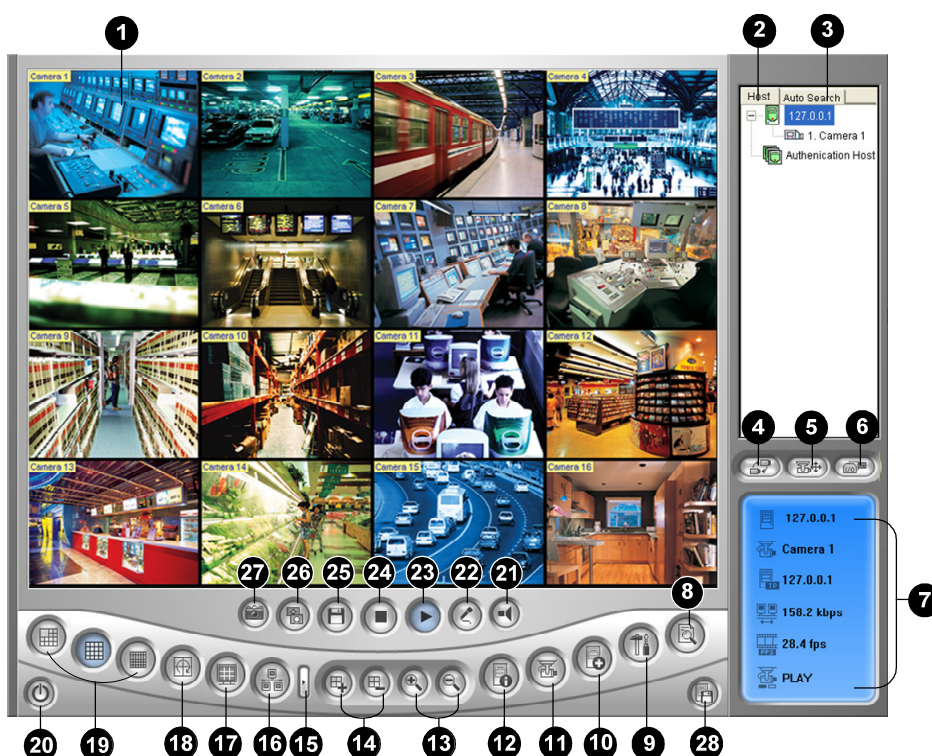 1
2
3
Camera 1
Camera 2
Camera 3
Camera 4
Host
Auto Search
127.0.0.1
1. Camera 1
Authenication Host
Camera 5
Camera 6
Camera 7
Camera 8
Camera 9
Camera 10
Camera 11
Camera 12
4
5
6
I/O
Camera 13
Camera 14
Camera 15
Camera 16
127.0.0.1
Camera 1
ID
127.0.0.1
158.2 kbps
FPS
28.4 fps
PLAY
7
27
26
25
24
23
22
21
8
20
19
18
17
16
15
14
13
12
11
10
9
28